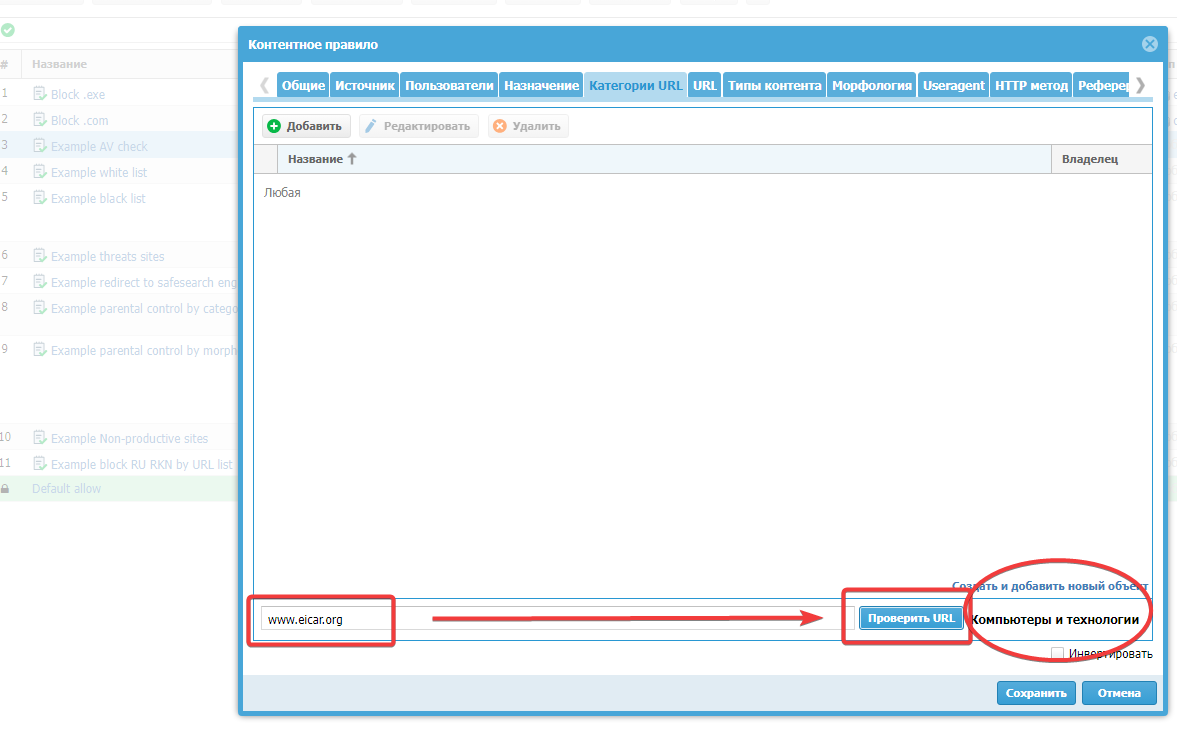 Контентное правило
Общие Источник Пользователи Назначение Категории URL URL Типы контента Морфология Useragent HTTP метод
Добавить Редактировать Удалить
# Название
Название Владелец
Любая
1 Block .exe
2 Block .com
3 Example AV check
4 Example white list
5 Example black list
6 Example threats sites
7 Example redirect to safesearch eng
8 Example parental control by catego
9 Example parental control by morph
10 Example Non-productive sites
11 Example block RU RKN by URL list
Default allow
Создать и добавить новый объект
www.eicar.org Проверить URL Компьютеры и технологии
Инвертировать
Сохранить Отмена